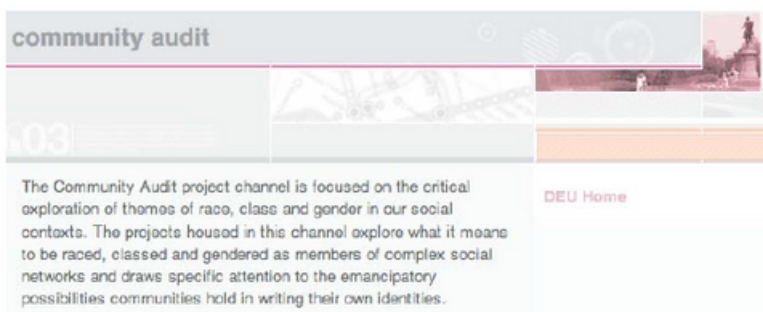 community audit
03
The Community Audit project channel is focused on the critical
exploration of themes of race, class and gender in our social
contexts. The projects housed in this channel explore what it means
to be raced, classed and gendered as members of complex social
networks and draws specific attention to the emancipatory
possibilities communities hold in writing their own identities.
DEU Home